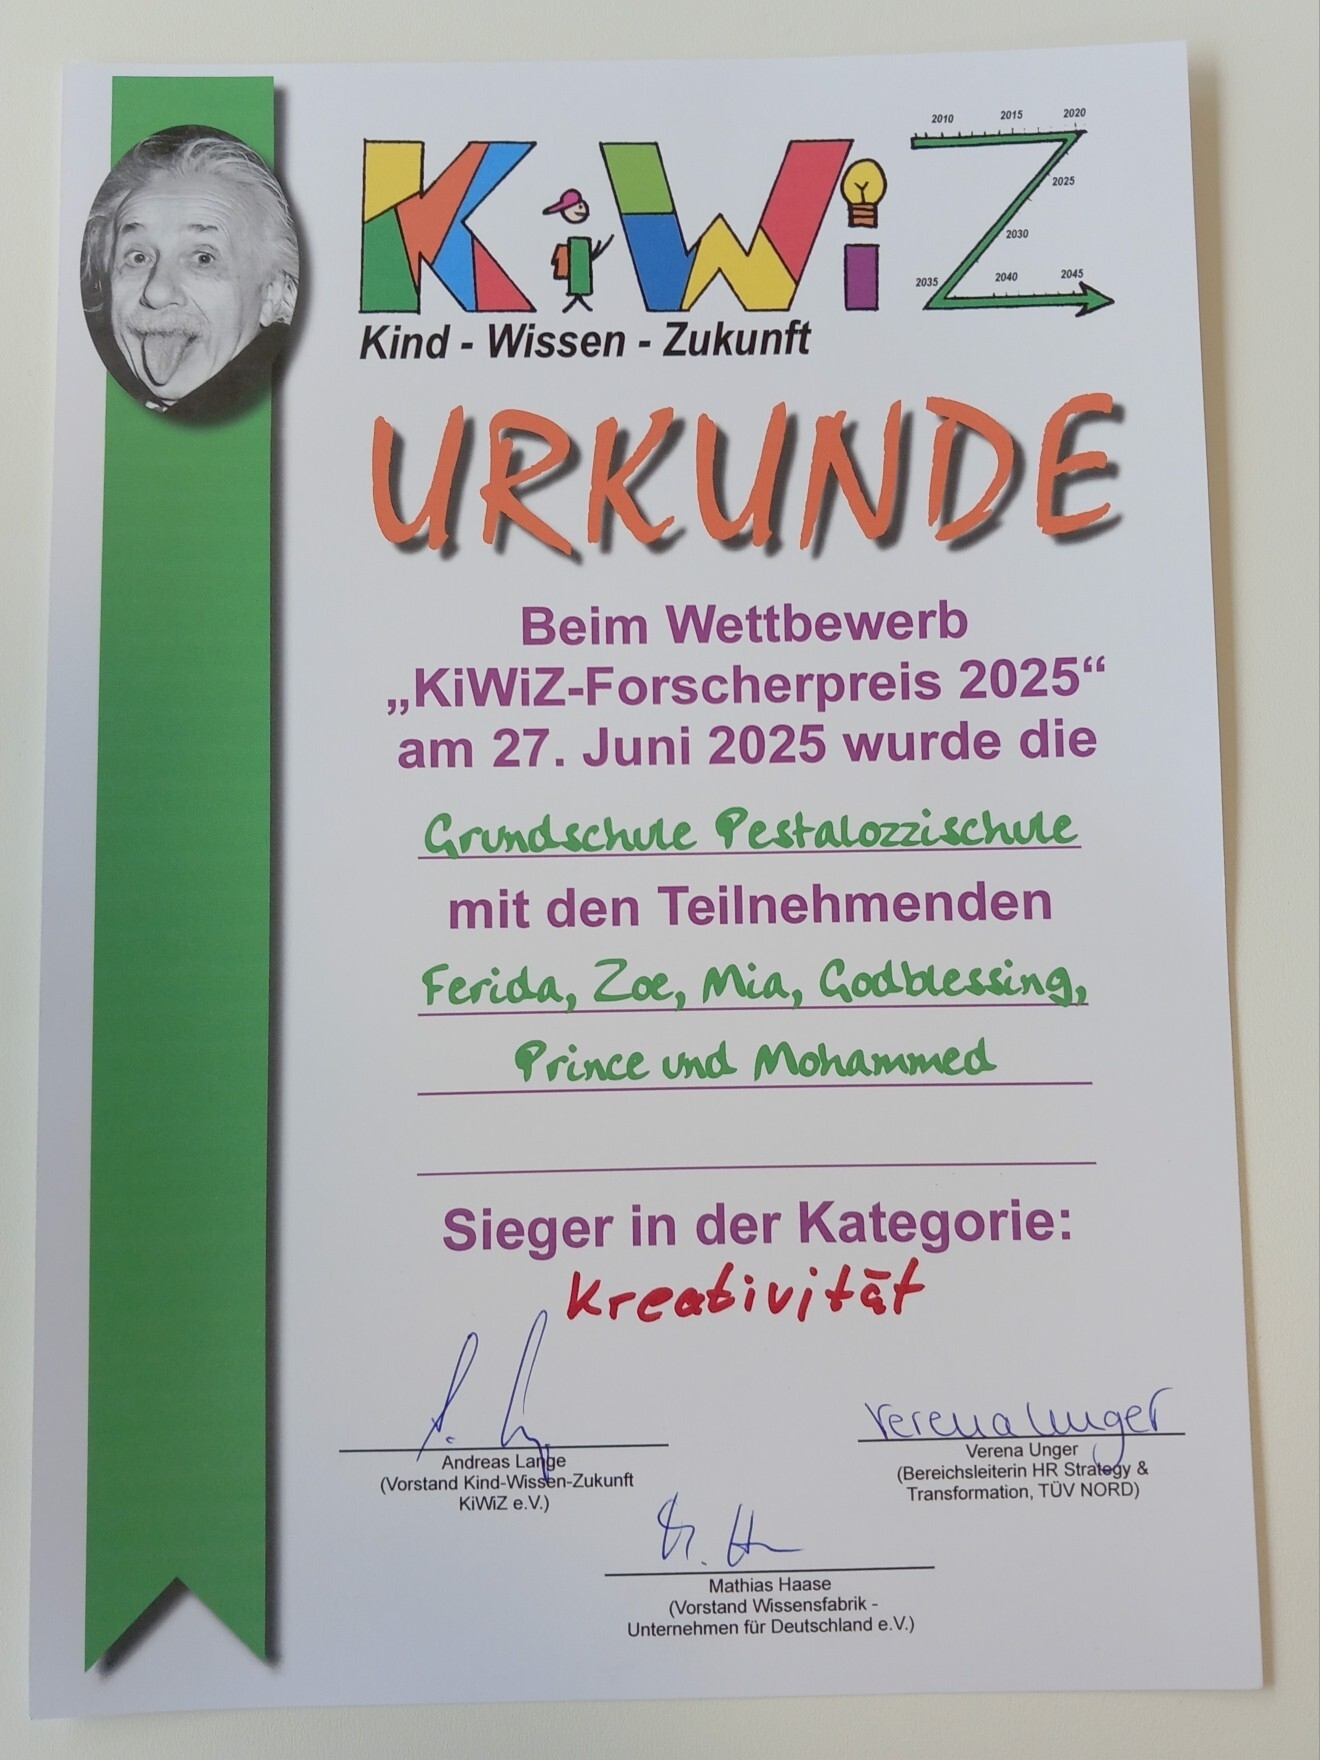 KiWiZ
2010 2015 2020
2025
2030
2035 2040 2045
Kind - Wissen - Zukunft
URKUNDE
Beim Wettbewerb
„KiWiZ-Forscherpreis 2025“
am 27. Juni 2025 wurde die
Grundschule Pestalozzischule
mit den Teilnehmenden
Ferida, Zoe, Mia, Godblessing,
Prince und Mohammed
Sieger in der Kategorie:
Kreativität
Verena Unger
Andreas Lange
(Vorstand Kind-Wissen-Zukunft
KiWiZ e.V.)
Verena Unger
(Bereichsleiterin HR Strategy &
Transformation, TÜV NORD)
Mathias Haase
(Vorstand Wissensfabrik -
Unternehmen für Deutschland e.V.)